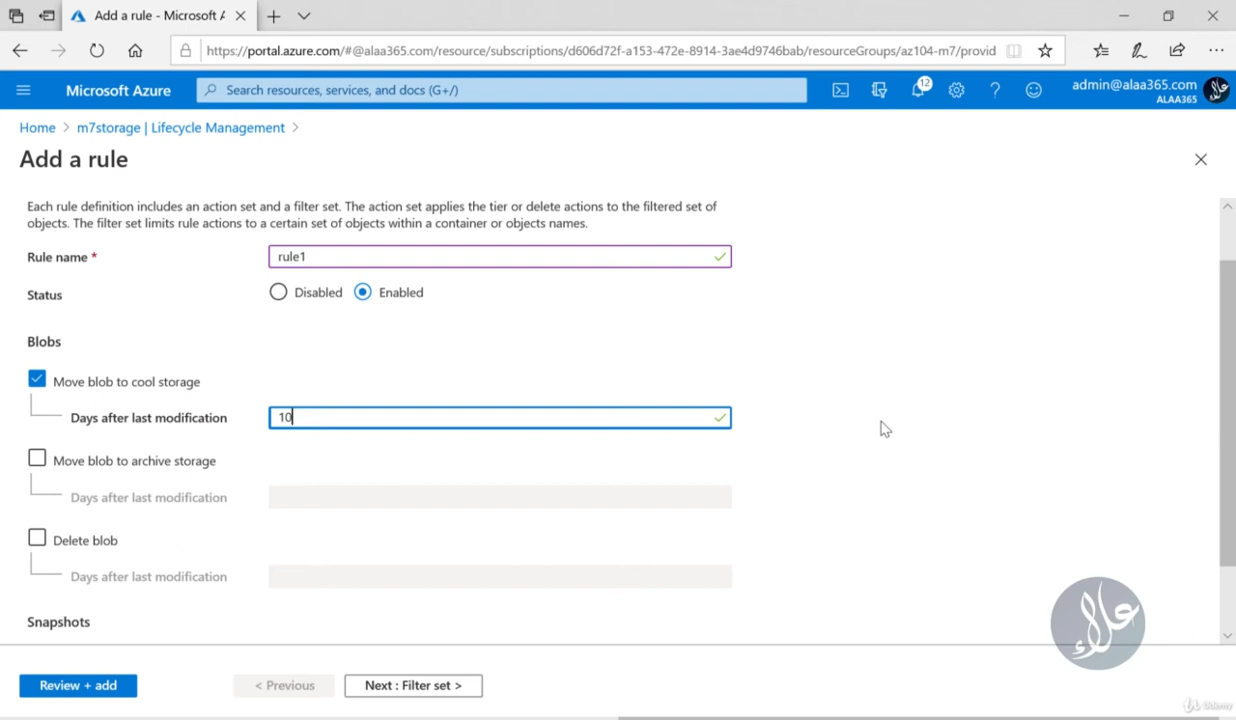 Add a rule - Microsoft A
https://portal.azure.com/#@alaa365.com/resource/subscriptions/d606d72f-a153-472e-8914-3ae4d9746bab/resourceGroups/az104-m7/provid
Microsoft Azure
Search resources, services, and docs (G+/)
12
admin@alaa365.com
ALAA365
Home > m7storage | Lifecycle Management >
Add a rule
Each rule definition includes an action set and a filter set. The action set applies the tier or delete actions to the filtered set of
objects. The filter set limits rule actions to a certain set of objects within a container or objects names.
Rule name *
rule1
Status
Disabled
Enabled
Blobs
Move blob to cool storage
Days after last modification
10
Move blob to archive storage
Days after last modification
Delete blob
Days after last modification
Snapshots
علاء
Review + add
< Previous
Next : Filter set >
Udemy